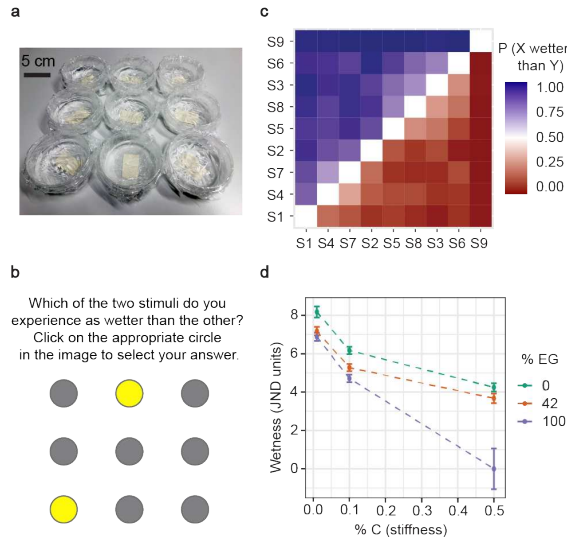 a
5 cm
b
Which of the two stimuli do you
experience as wetter than the other?
Click on the appropriate circle
in the image to select your answer.
c
S9
S6
S3
S8
S5
S2
S7
S4
S1
S1 S4 S7 S2 S5 S8 S3 S6 S9
P (X wetter
than Y)
1.00
0.75
0.50
0.25
0.00
d
Wetness (JND units)
8
6
4
2
0
0.0 0.1 0.2 0.3 0.4 0.5
% C (stiffness)
% EG
0
42
100